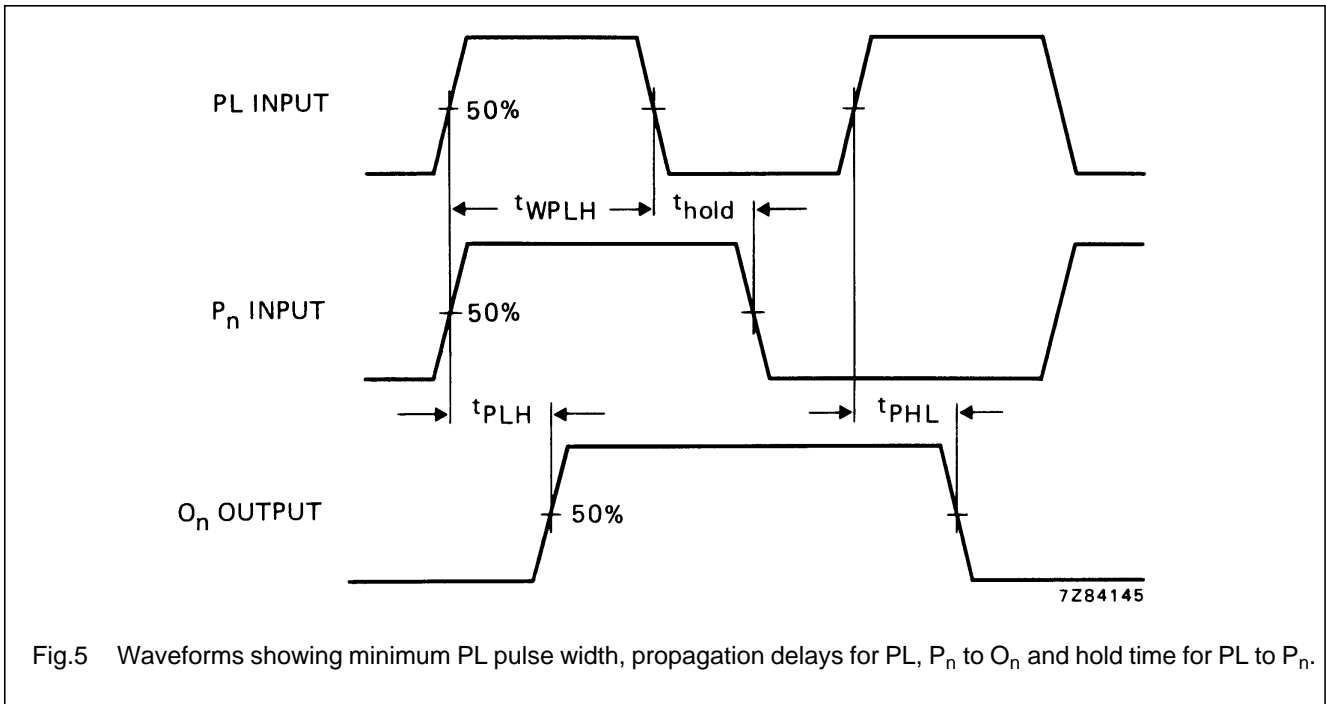 PL INPUT
50%
tWPLH
thold
Pn INPUT
50%
tPLH
tPHL
On OUTPUT
50%
7Z84145
Fig.5 Waveforms showing minimum PL pulse width, propagation delays for PL, Pn to On and hold time for PL to Pn.